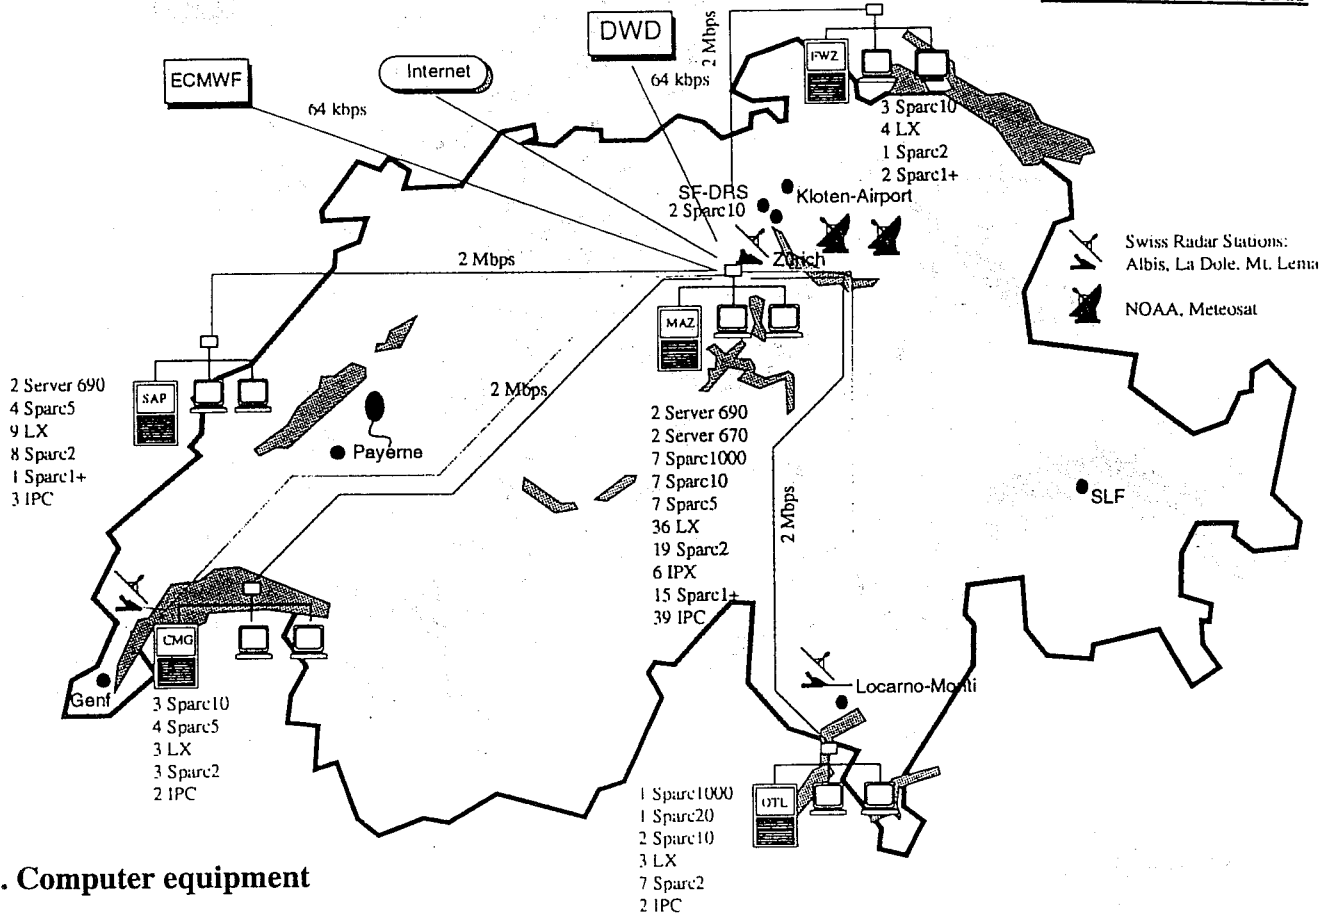 DWD
2 Mbps
FWZ
ECMWF
Internet
64 kbps
64 kbps
3 Sparc10
4 LX
1 Sparc2
2 Sparc1+
SF-DRS
2 Sparc10
Kloten-Airport
Zürich
2 Mbps
Swiss Radar Stations:
Albis, La Dole, Mt. Lema
NOAA, Meteosat
MAZ
2 Server 690
4 Sparc5
9 LX
8 Sparc2
1 Sparc1+
3 IPC
SAP
2 Mbps
Payerne
2 Server 690
2 Server 670
7 Sparc1000
7 Sparc10
7 Sparc5
36 LX
19 Sparc2
6 IPX
15 Sparc1+
39 IPC
2 Mbps
SLF
CMG
Genf
3 Sparc10
4 Sparc5
3 LX
3 Sparc2
2 IPC
Locarno-Monti
OTL
1 Sparc1000
1 Sparc20
2 Sparc10
3 LX
7 Sparc2
2 IPC
. Computer equipment